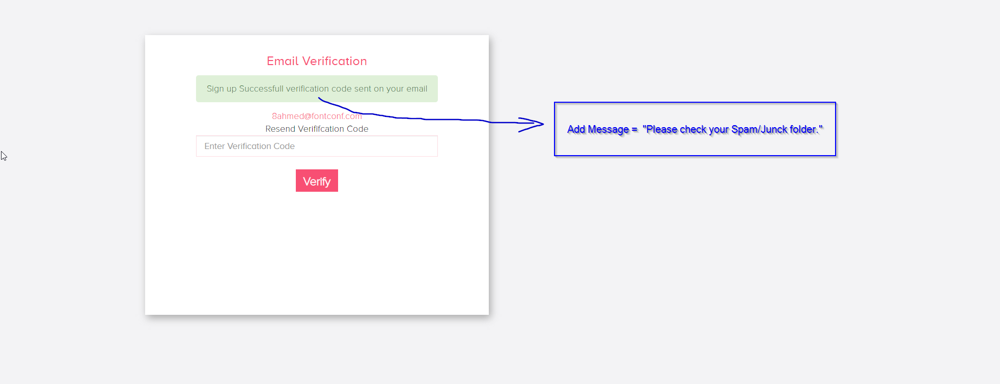 Email Verification
Sign up Successfull verification code sent on your email
8ahmed@fontconf.com
Resend Verififcation Code
Enter Verification Code
Verify
Add Message = "Please check your Spam/Junck folder."